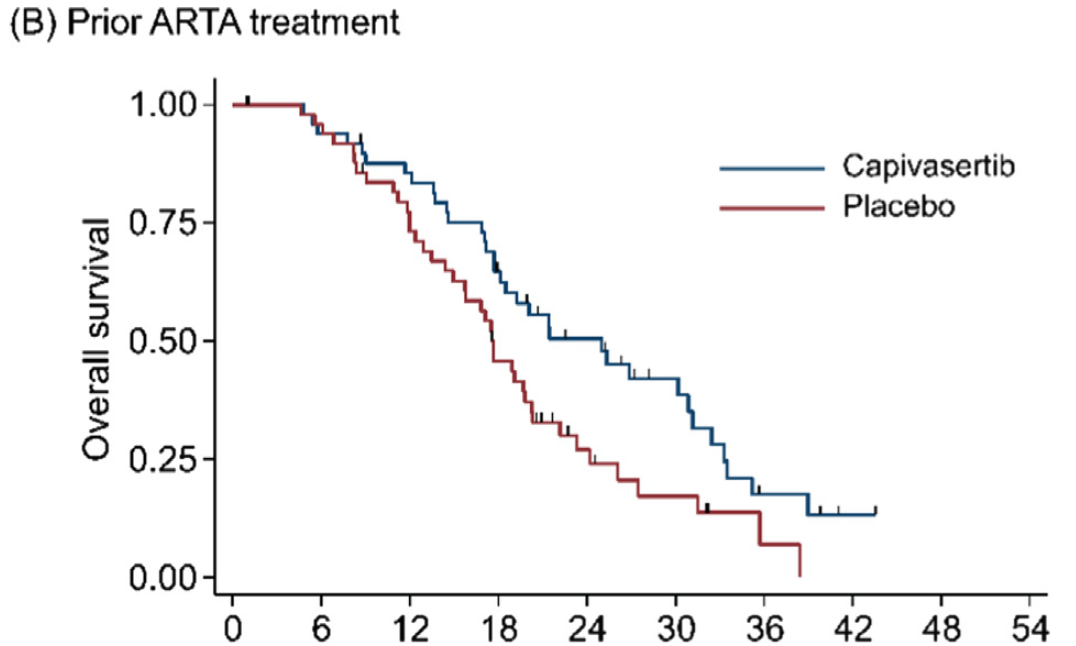 (B) Prior ARTA treatment
1.00
Capivasertib
Placebo
0.75
Overall survival
0.50
0.25
0.00
0 6 12 18 24 30 36 42 48 54